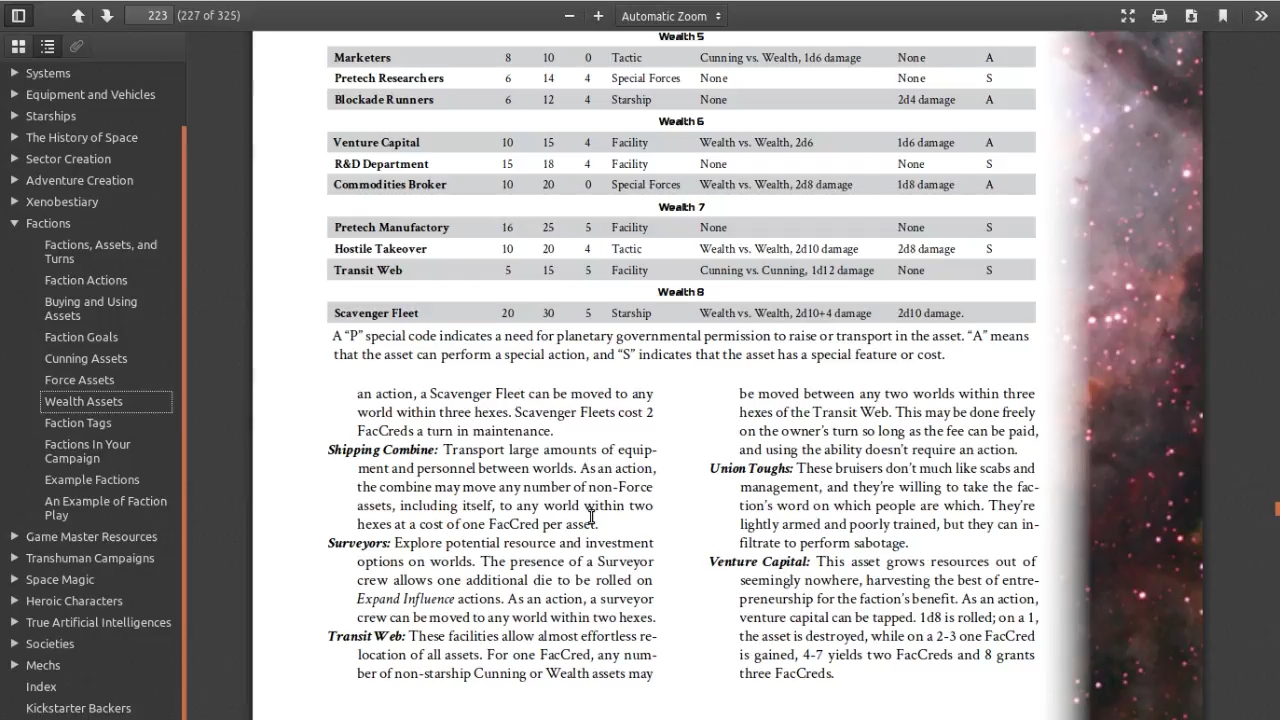 223 (227 of 325) Automatic Zoom
Systems
Equipment and Vehicles
Starships
The History of Space
Sector Creation
Adventure Creation
Xenobestiary
Factions
Factions, Assets, and
Turns
Faction Actions
Buying and Using
Assets
Faction Goals
Cunning Assets
Force Assets
Wealth Assets
Faction Tags
Factions In Your
Campaign
Example Factions
An Example of Faction
Play
Game Master Resources
Transhuman Campaigns
Space Magic
Heroic Characters
True Artificial Intelligences
Societies
Mechs
Index
Kickstarter Backers
Wealth 5
Marketers 8 10 0 Tactic Cunning vs. Wealth, 1d6 damage None A
Pretech Researchers 6 14 4 Special Forces None None S
Blockade Runners 6 12 4 Starship None 2d4 damage A
Wealth 6
Venture Capital 10 15 4 Facility Wealth vs. Wealth, 2d6 1d6 damage A
R&D Department 15 18 4 Facility None None S
Commodities Broker 10 20 0 Special Forces Wealth vs. Wealth, 2d8 damage 1d8 damage A
Wealth 7
Pretech Manufactory 16 25 5 Facility None None S
Hostile Takeover 10 20 4 Tactic Wealth vs. Wealth, 2d10 damage 2d8 damage S
Transit Web 5 15 5 Facility Cunning vs. Cunning, 1d12 damage None S
Wealth 8
Scavenger Fleet 20 30 5 Starship Wealth vs. Wealth, 2d10+4 damage 2d10 damage.
A “P” special code indicates a need for planetary governmental permission to raise or transport in the asset. “A” means
that the asset can perform a special action, and “S” indicates that the asset has a special feature or cost.
an action, a Scavenger Fleet can be moved to any
world within three hexes. Scavenger Fleets cost 2
FacCreds a turn in maintenance.
Shipping Combine: Transport large amounts of equip-
ment and personnel between worlds. As an action,
the combine may move any number of non-Force
assets, including itself, to any world within two
hexes at a cost of one FacCred per asset.
Surveyors: Explore potential resource and investment
options on worlds. The presence of a Surveyor
crew allows one additional die to be rolled on
Expand Influence actions. As an action, a surveyor
crew can be moved to any world within two hexes.
Transit Web: These facilities allow almost effortless re-
location of all assets. For one FacCred, any num-
ber of non-starship Cunning or Wealth assets may
be moved between any two worlds within three
hexes of the Transit Web. This may be done freely
on the owner’s turn so long as the fee can be paid,
and using the ability doesn’t require an action.
Union Toughs: These bruisers don’t much like scabs and
management, and they’re willing to take the fac-
tion’s word on which people are which. They’re
lightly armed and poorly trained, but they can in-
filtrate to perform sabotage.
Venture Capital: This asset grows resources out of
seemingly nowhere, harvesting the best of entre-
preneurship for the faction’s benefit. As an action,
venture capital can be tapped. 1d8 is rolled; on a 1,
the asset is destroyed, while on a 2-3 one FacCred
is gained, 4-7 yields two FacCreds and 8 grants
three FacCreds.